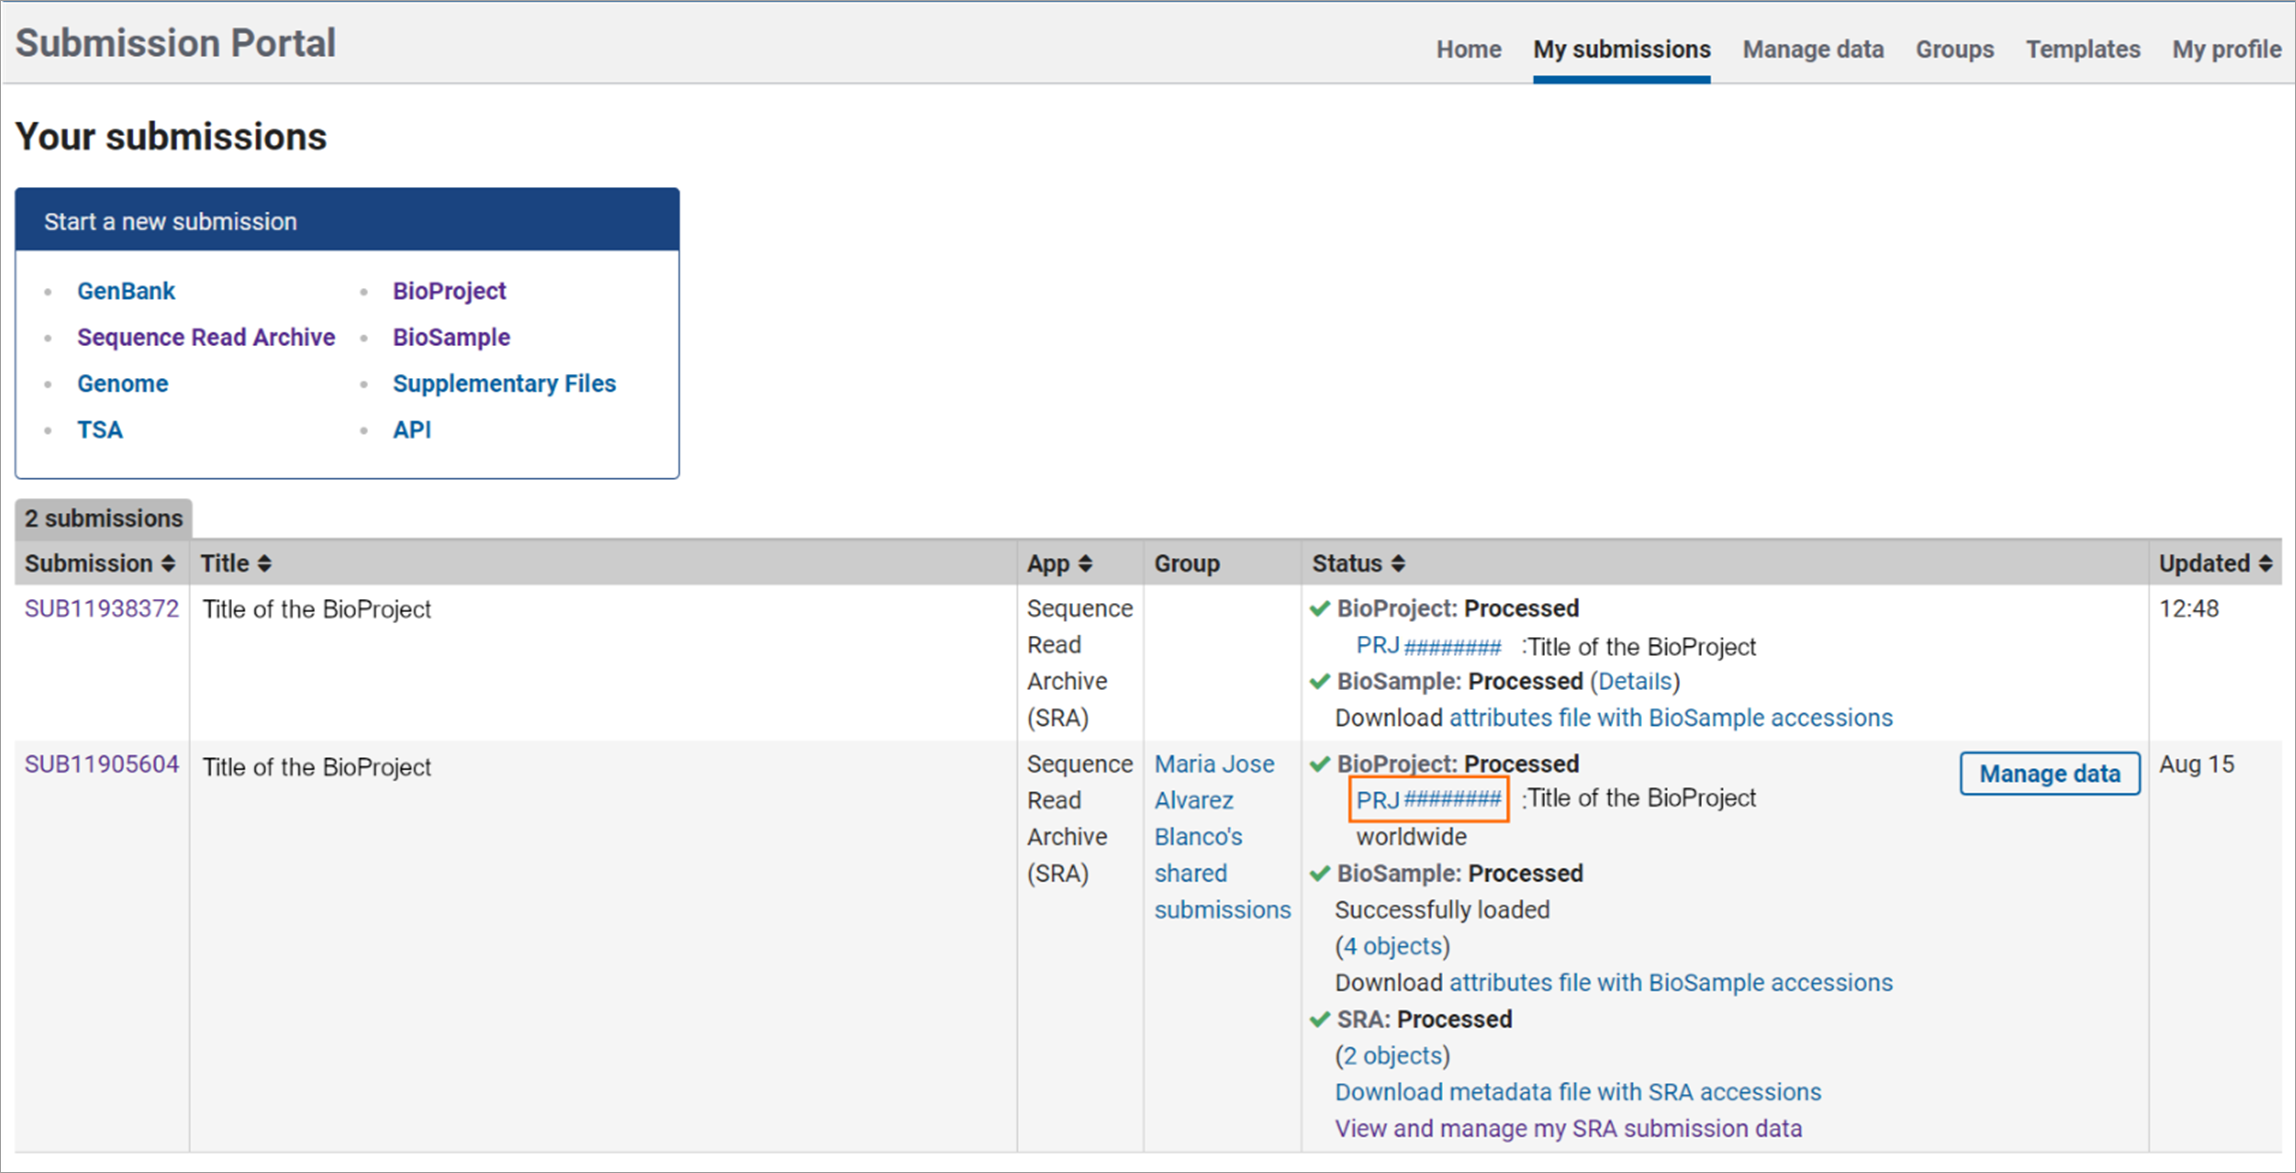 Submission Portal
Home My submissions Manage data Groups Templates My profile
Your submissions
Start a new submission
GenBank
BioProject
Sequence Read Archive
BioSample
Genome
Supplementary Files
TSA
API
2 submissions
Submission Title App Group Status Updated
SUB11938372
Title of the BioProject
Sequence
Read
Archive
(SRA)
BioProject: Processed
PRJ ######## :Title of the BioProject
BioSample: Processed (Details)
Download attributes file with BioSample accessions
12:48
SUB11905604
Title of the BioProject
Sequence
Read
Archive
(SRA)
Maria Jose
Alvarez
Blanco's
shared
submissions
BioProject: Processed
PRJ ######## :Title of the BioProject
worldwide
BioSample: Processed
Successfully loaded
(4 objects)
Download attributes file with BioSample accessions
SRA: Processed
(2 objects)
Download metadata file with SRA accessions
View and manage my SRA submission data
Manage data
Aug 15